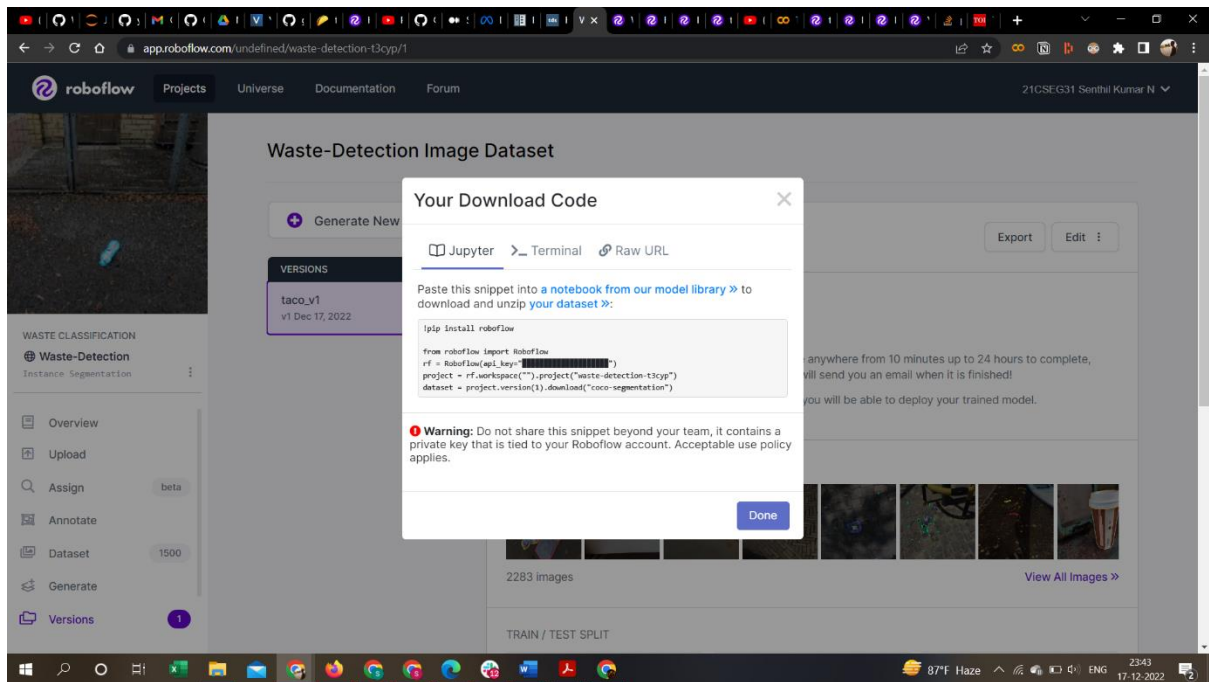 app.roboflow.com/undefined/waste-detection-t3cyp/1
roboflow
Projects
Universe
Documentation
Forum
21CSEG31 Senthil Kumar N
Waste-Detection Image Dataset
Generate New
Export
Edit
VERSIONS
taco_v1
v1 Dec 17, 2022
WASTE CLASSIFICATION
Waste-Detection
Instance Segmentation
Overview
Upload
Assign
beta
Annotate
Dataset
1500
Generate
Versions
1
Your Download Code
Jupyter
Terminal
Raw URL
Paste this snippet into a notebook from our model library » to
download and unzip your dataset »:
!pip install roboflow
from roboflow import Roboflow
rf = Roboflow(api_key="████████████████████")
project = rf.workspace("").project("waste-detection-t3cyp")
dataset = project.version(1).download("coco-segmentation")
Warning: Do not share this snippet beyond your team, it contains a
private key that is tied to your Roboflow account. Acceptable use policy
applies.
Done
anywhere from 10 minutes up to 24 hours to complete,
will send you an email when it is finished!
you will be able to deploy your trained model.
2283 images
View All Images »
TRAIN / TEST SPLIT
87°F Haze
ENG
23:43
17-12-2022